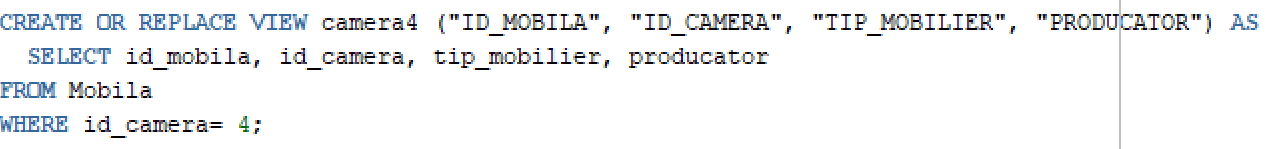 CREATE OR REPLACE VIEW camera4 ("ID_MOBILA", "ID_CAMERA", "TIP_MOBILIER", "PRODUCATOR") AS
SELECT id_mobila, id_camera, tip_mobilier, producator
FROM Mobila
WHERE id_camera= 4;